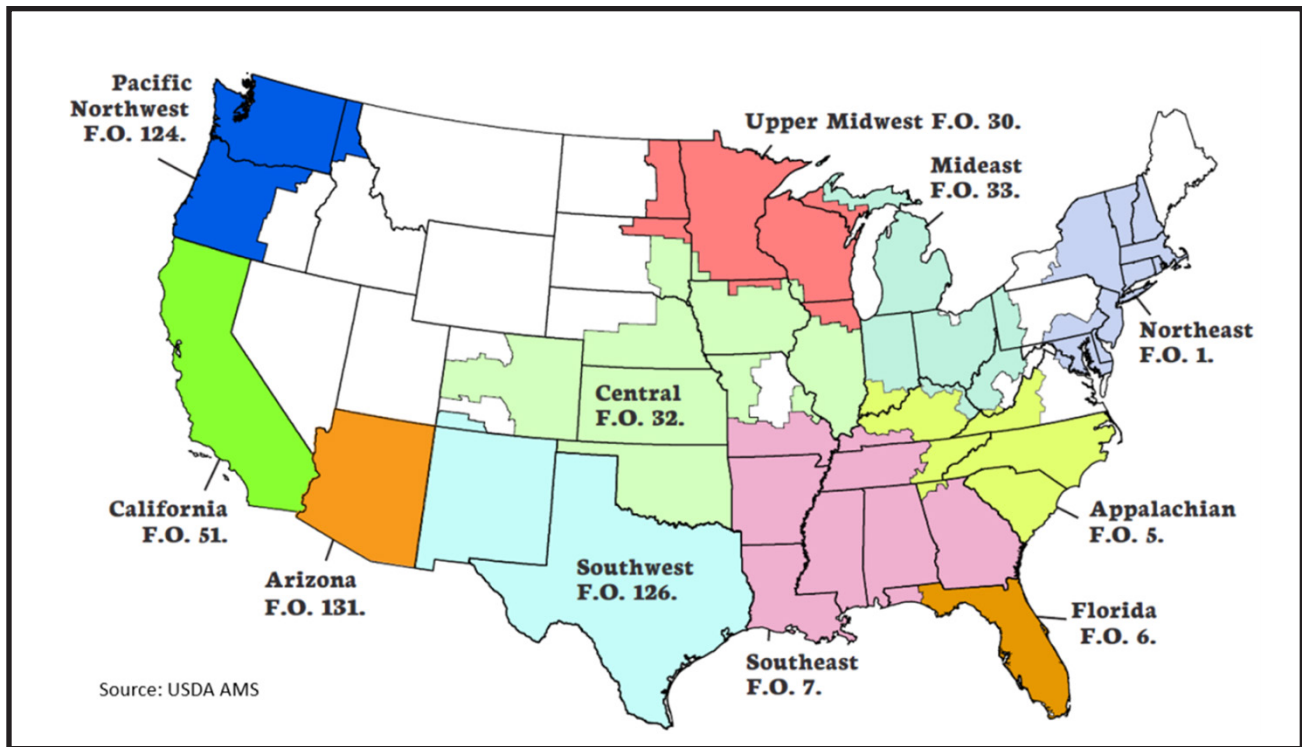 Pacific
Northwest
F.O. 124.
Upper Midwest F.O. 30.
Mideast
F.O. 33.
Northeast
F.O. 1.
Central
F.O. 32.
California
F.O. 51.
Appalachian
F.O. 5.
Arizona
F.O. 131.
Southwest
F.O. 126.
Florida
F.O. 6.
Southeast
F.O. 7.
Source: USDA AMS